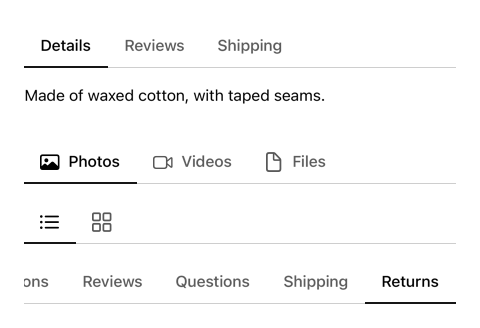 Details Reviews Shipping
Made of waxed cotton, with taped seams.
Photos Videos Files
ons Reviews Questions Shipping Returns